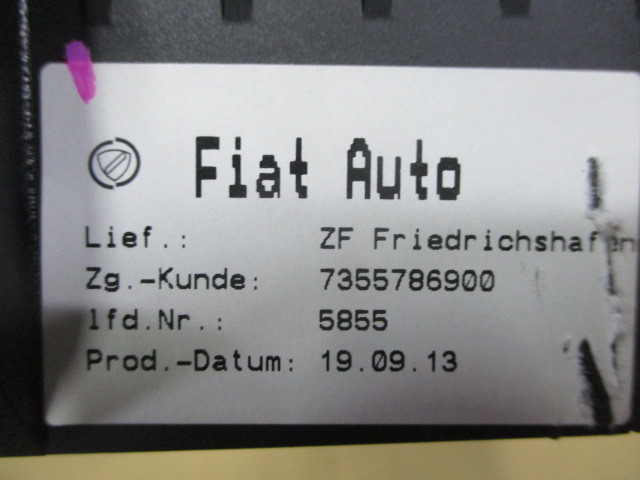 Fiat Auto
Lief.: ZF Friedrichshafen
Zg.-Kunde: 7355786900
lfd.Nr.: 5855
Prod.-Datum: 19.09.13